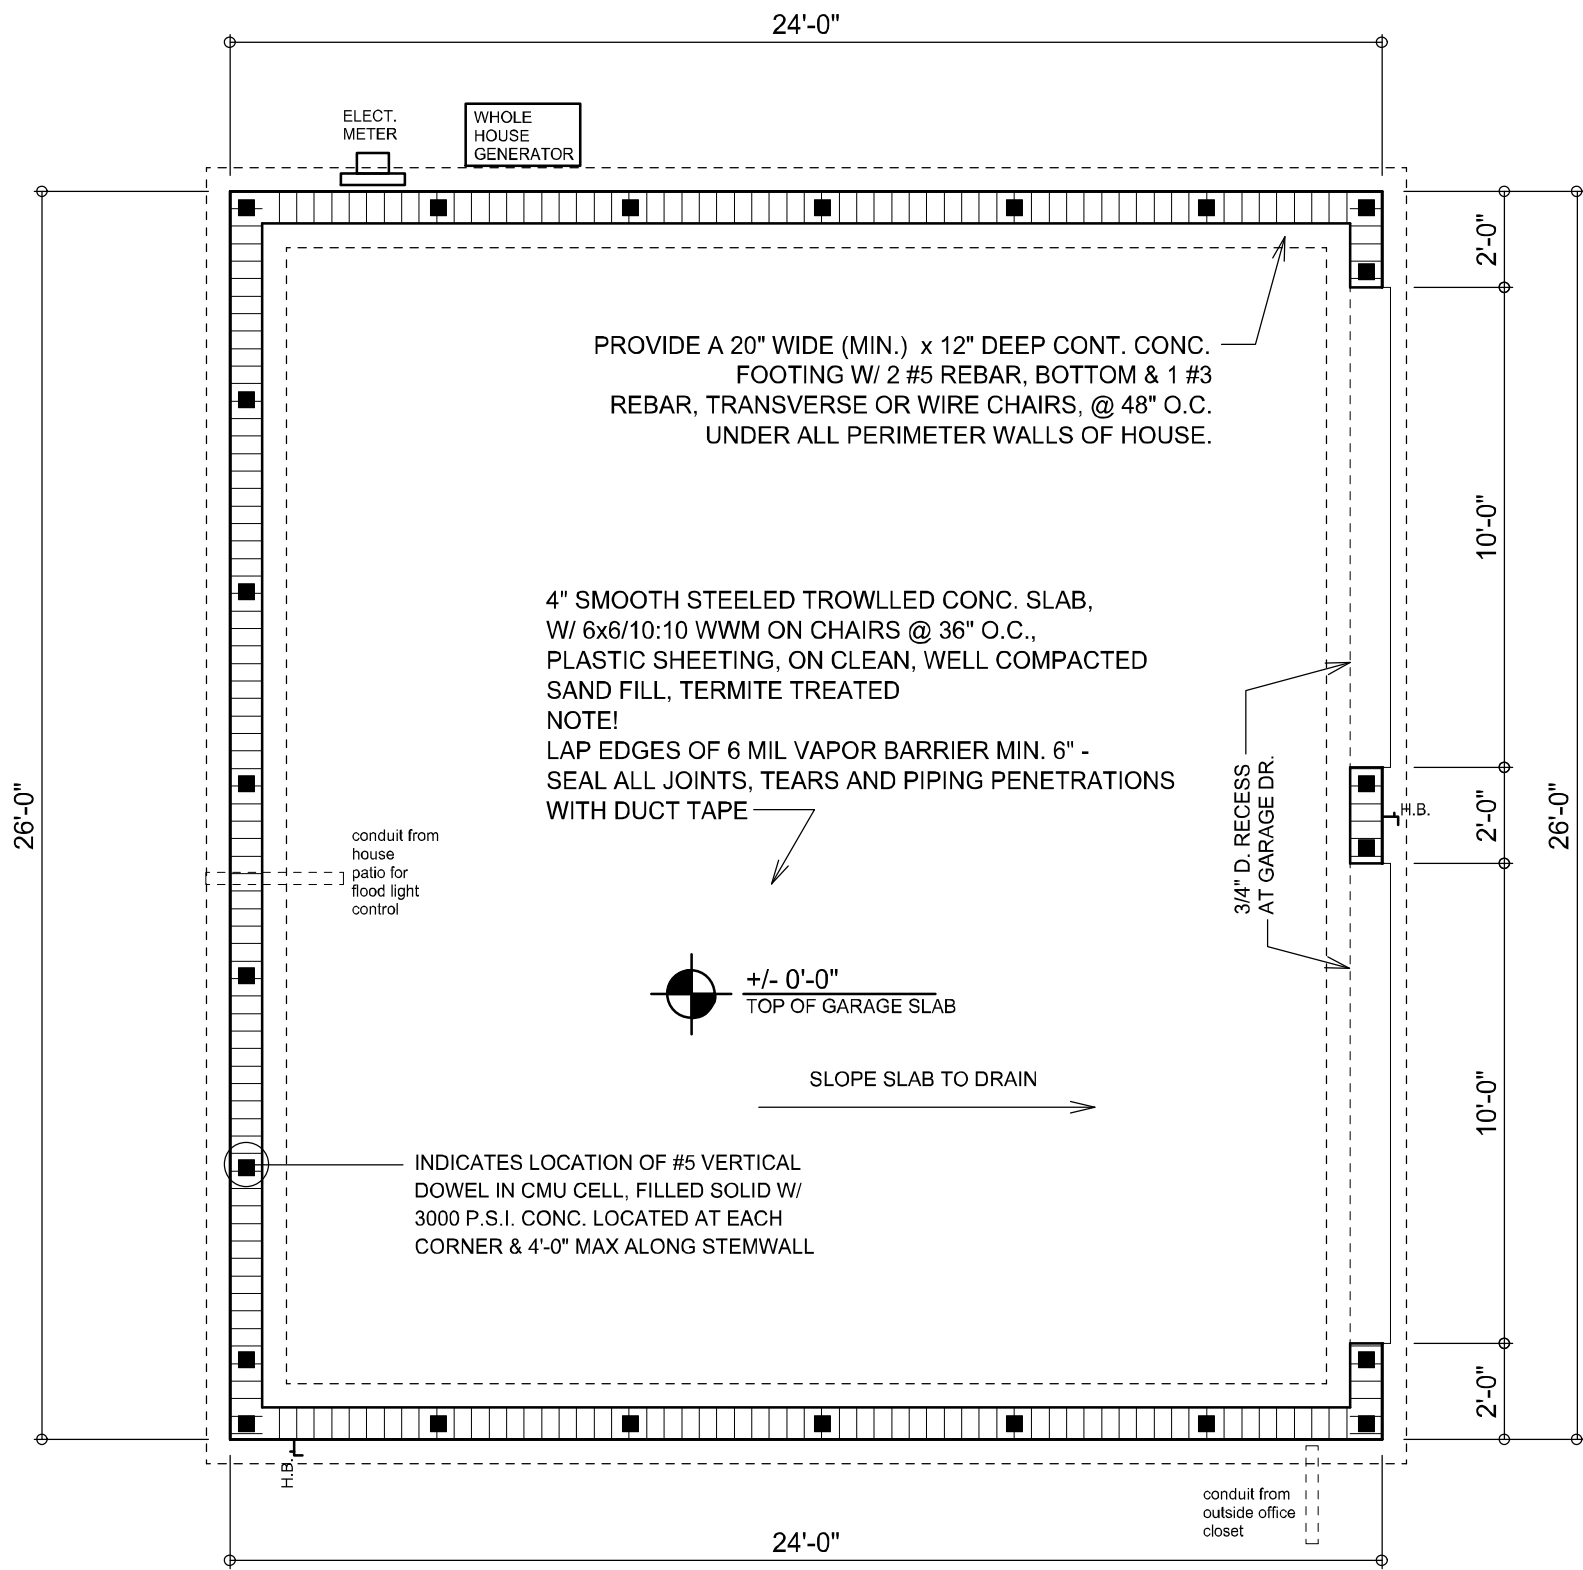 24'-0"
ELECT.
METER
WHOLE
HOUSE
GENERATOR
2'-0"
PROVIDE A 20" WIDE (MIN.) x 12" DEEP CONT. CONC.
FOOTING W/ 2 #5 REBAR, BOTTOM & 1 #3
REBAR, TRANSVERSE OR WIRE CHAIRS, @ 48" O.C.
UNDER ALL PERIMETER WALLS OF HOUSE.
10'-0"
4" SMOOTH STEELED TROWLLED CONC. SLAB,
W/ 6x6/10:10 WWM ON CHAIRS @ 36" O.C.,
PLASTIC SHEETING, ON CLEAN, WELL COMPACTED
SAND FILL, TERMITE TREATED
NOTE!
LAP EDGES OF 6 MIL VAPOR BARRIER MIN. 6" -
SEAL ALL JOINTS, TEARS AND PIPING PENETRATIONS
WITH DUCT TAPE
26'-0"
conduit from
house
patio for
flood light
control
3/4" D. RECESS
AT GARAGE DR.
H.B.
2'-0"
26'-0"
+/- 0'-0"
TOP OF GARAGE SLAB
SLOPE SLAB TO DRAIN
10'-0"
INDICATES LOCATION OF #5 VERTICAL
DOWEL IN CMU CELL, FILLED SOLID W/
3000 P.S.I. CONC. LOCATED AT EACH
CORNER & 4'-0" MAX ALONG STEMWALL
2'-0"
H.B.
conduit from
outside office
closet
24'-0"